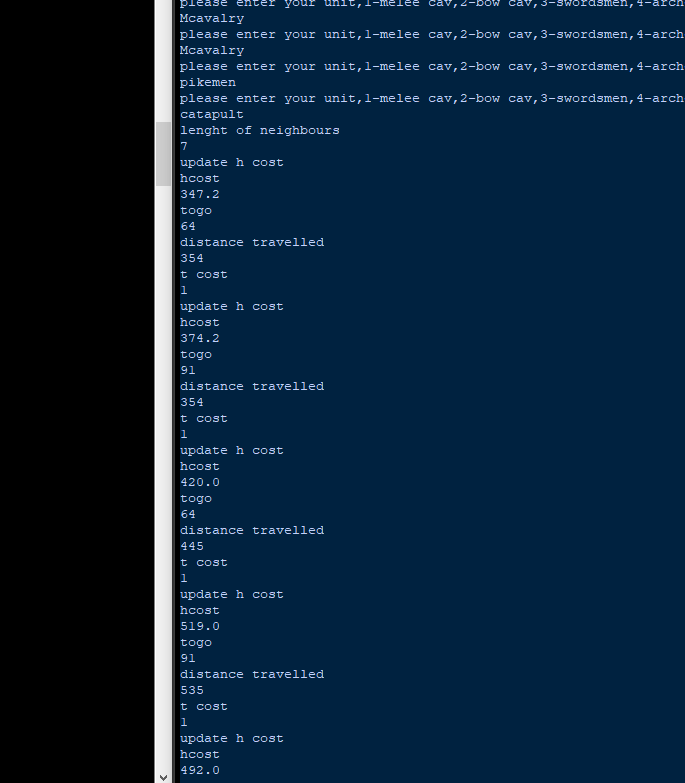 please enter your unit,1-melee cav,2-bow cav,3-swordsmen,4-arch
Mcavalry
please enter your unit,1-melee cav,2-bow cav,3-swordsmen,4-arch
Mcavalry
please enter your unit,1-melee cav,2-bow cav,3-swordsmen,4-arch
pikemen
please enter your unit,1-melee cav,2-bow cav,3-swordsmen,4-arch
catapult
lenght of neighbours
7
update h cost
hcost
347.2
togo
64
distance travelled
354
t cost
1
update h cost
hcost
374.2
togo
91
distance travelled
354
t cost
1
update h cost
hcost
420.0
togo
64
distance travelled
445
t cost
1
update h cost
hcost
519.0
togo
91
distance travelled
535
t cost
1
update h cost
hcost
492.0